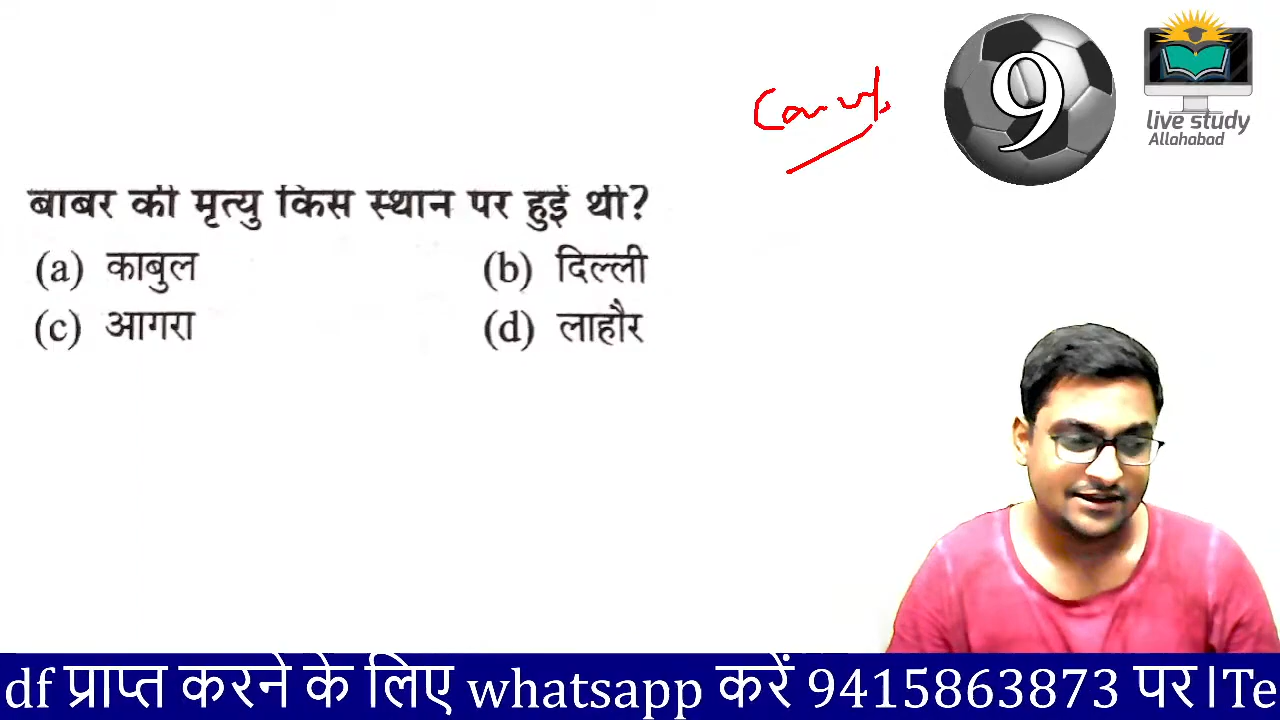 9
live study
Allahabad
बाबर की मृत्यु किस स्थान पर हुई थी?
(a) काबुल (b) दिल्ली
(c) आगरा (d) लाहौर
df प्राप्त करने के लिए whatsapp करें 9415863873 पर।Te